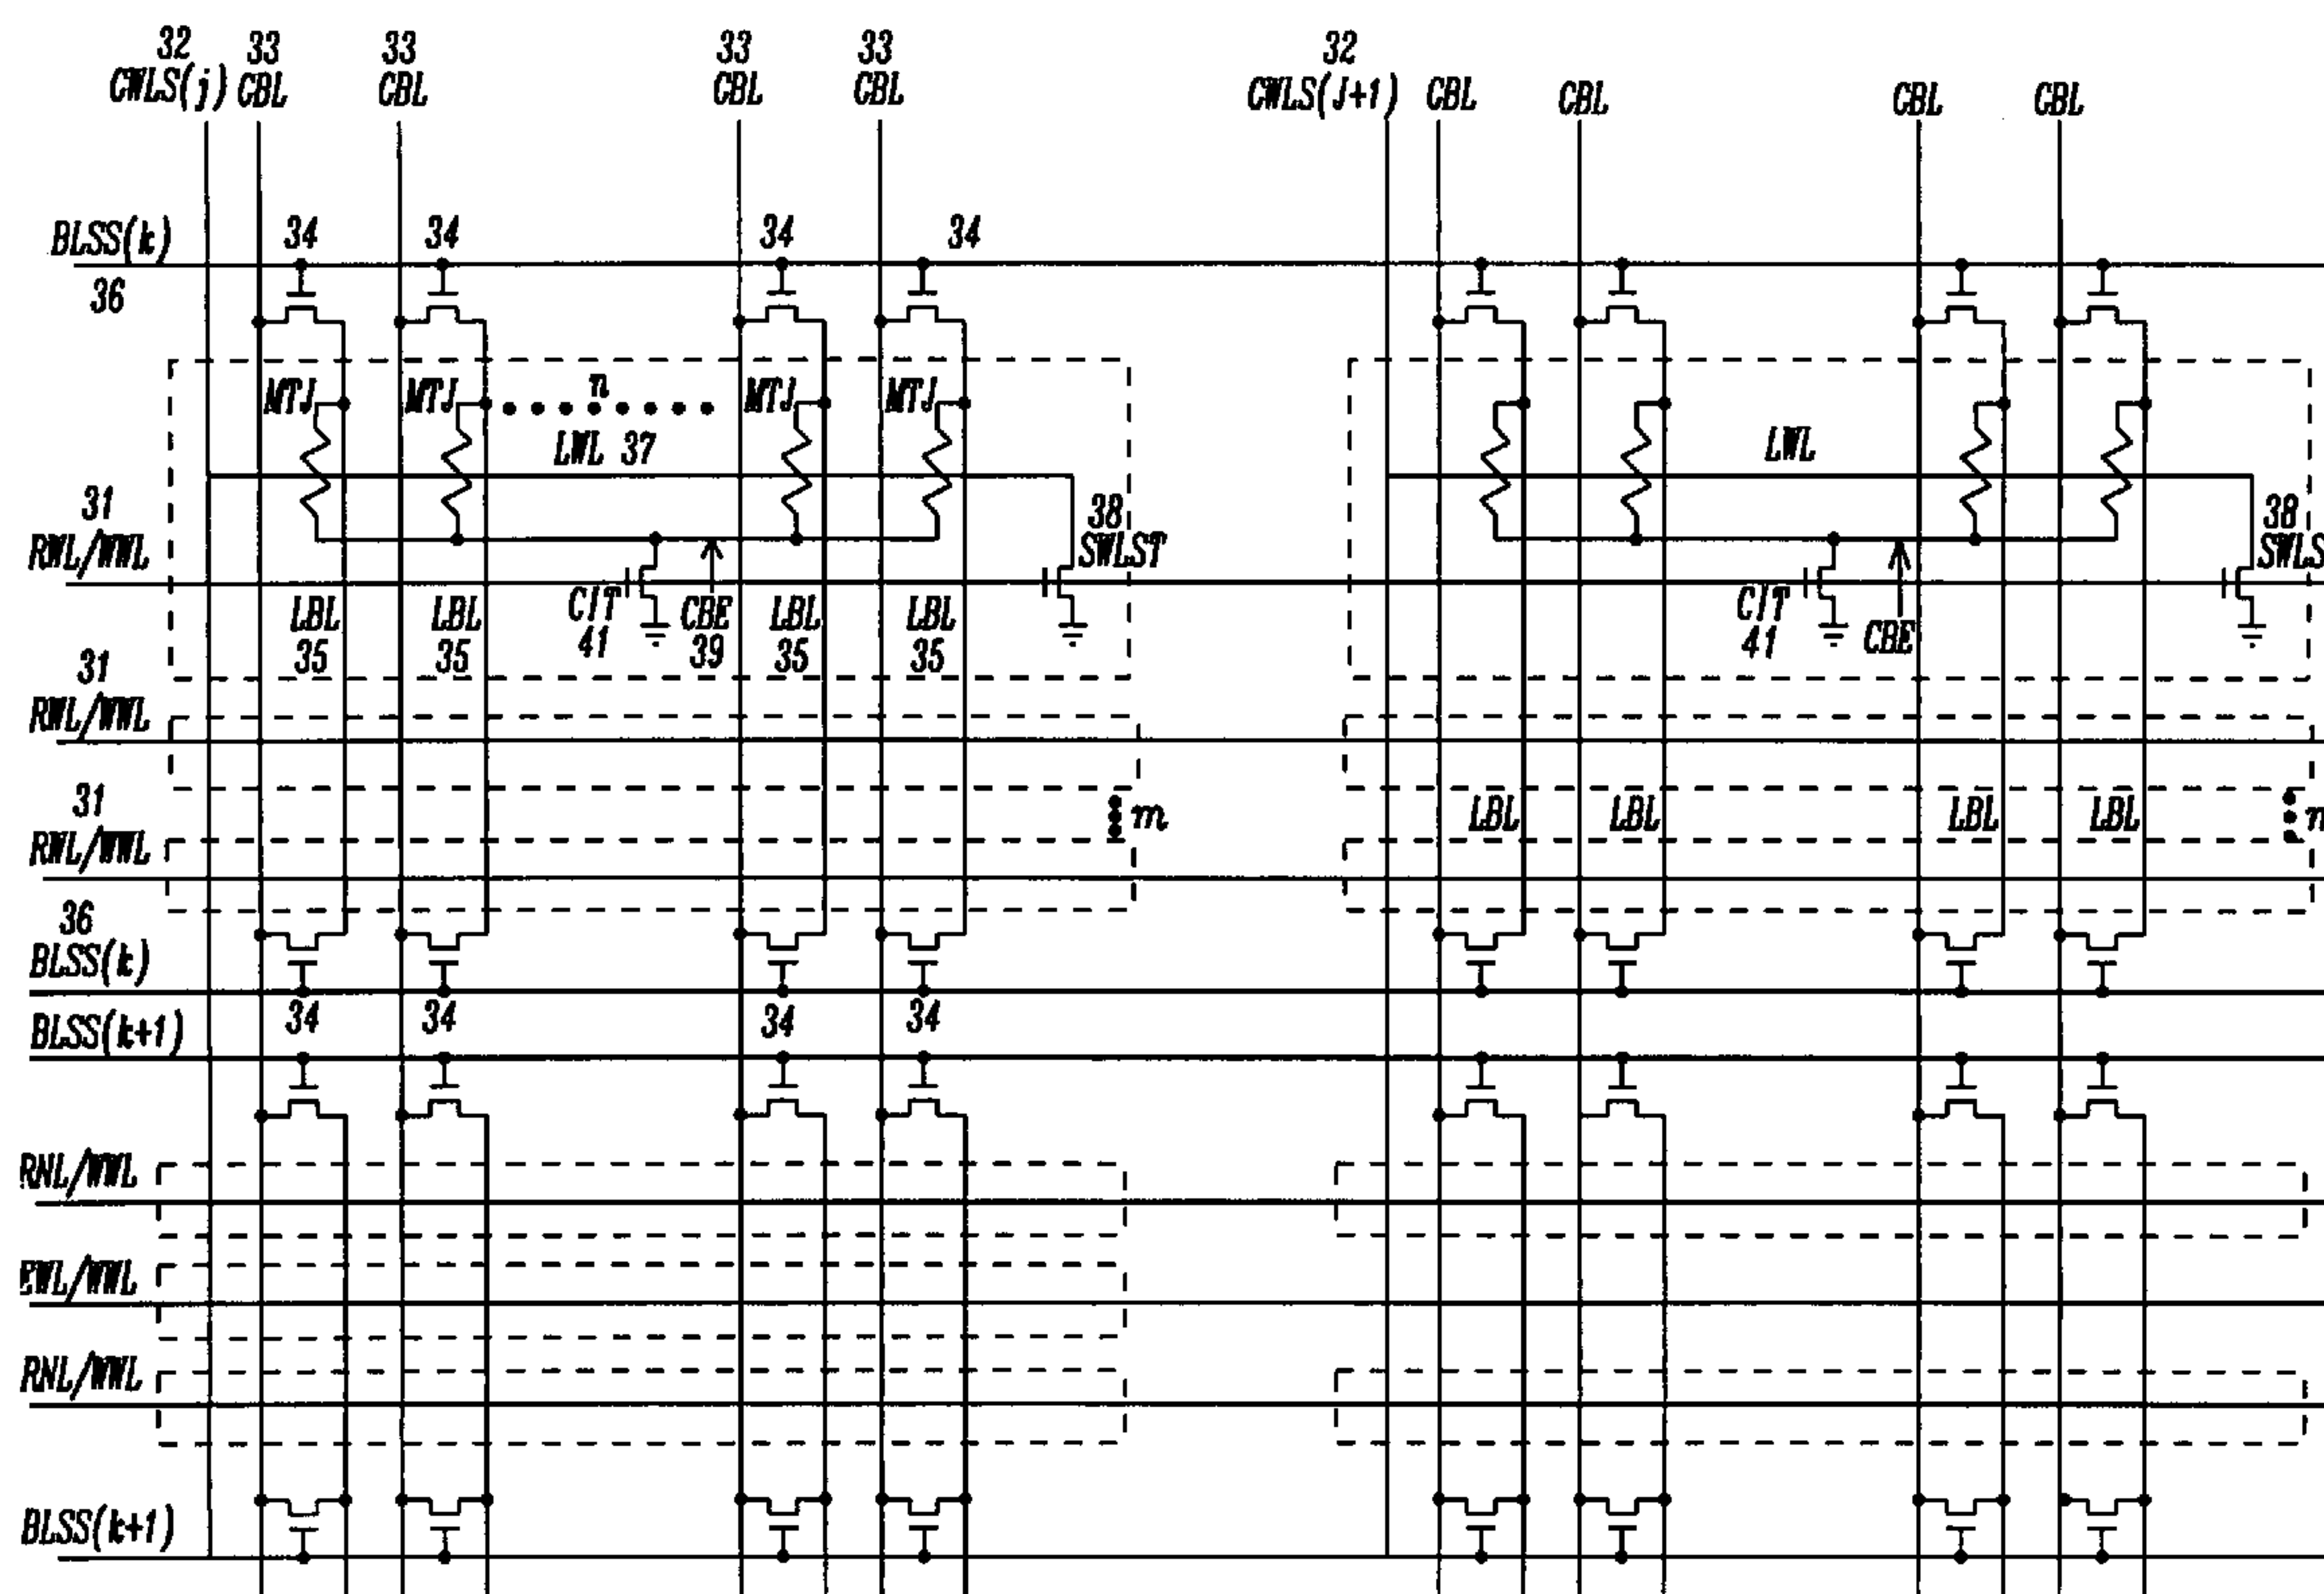 32 33 33 33 33 32
CWLS(j) CBL CBL CBL CBL CWLS(J+1) CBL CBL CBL CBL
BLSS(k) 34 34 34 34
36
MTJ MTJ n MTJ MTJ
LWL 37 LWL
31 38 38
RWL/WWL SWLST SWLS
LBL LBL CIT CBE LBL LBL CIT CBE
35 35 41 39 35 35 41
31
RWL/WWL
31 m
RWL/WWL LBL LBL LBL LBL
36
BLSS(k)
34 34 34 34
BLSS(k+1)
RNL/WWL
EWL/WWL
RNL/WWL
BLSS(k+1)